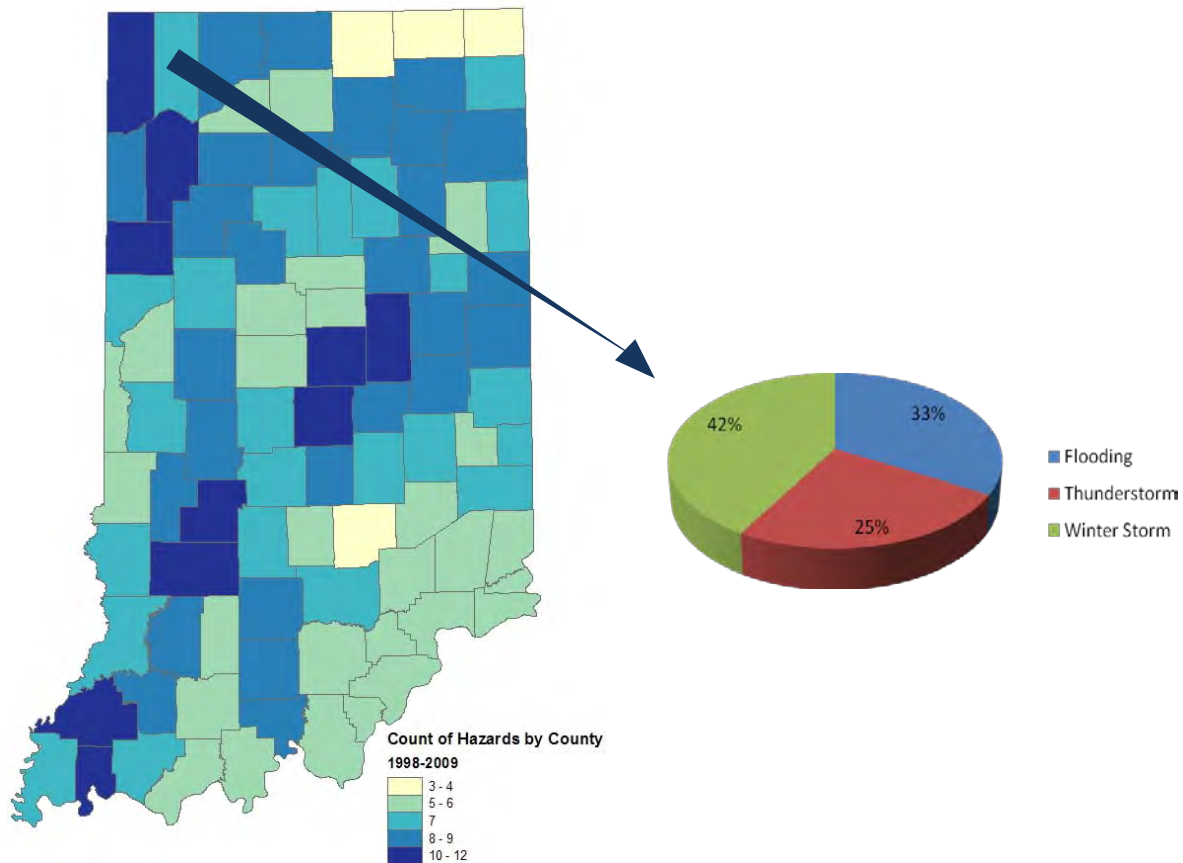 42%
33%
25%
Flooding
Thunderstorm
Winter Storm
Count of Hazards by County
1998-2009
3 - 4
5 - 6
7
8 - 9
10 - 12